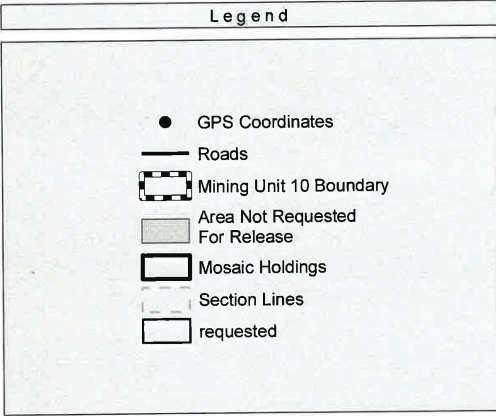 Legend
GPS Coordinates
Roads
Mining Unit 10 Boundary
Area Not Requested
For Release
Mosaic Holdings
Section Lines
requested